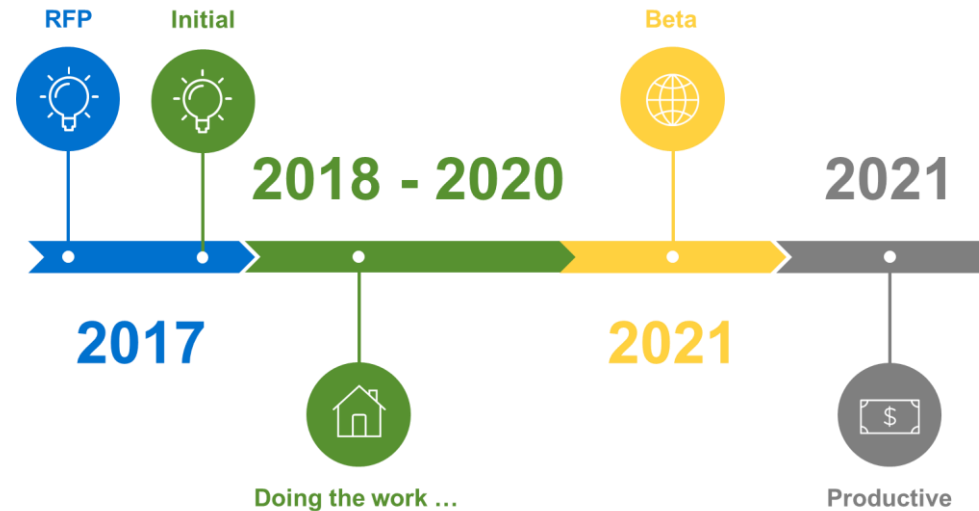 RFP
Initial
Beta
2018 - 2020
2021
2017
2021
$
Doing the work ...
Productive